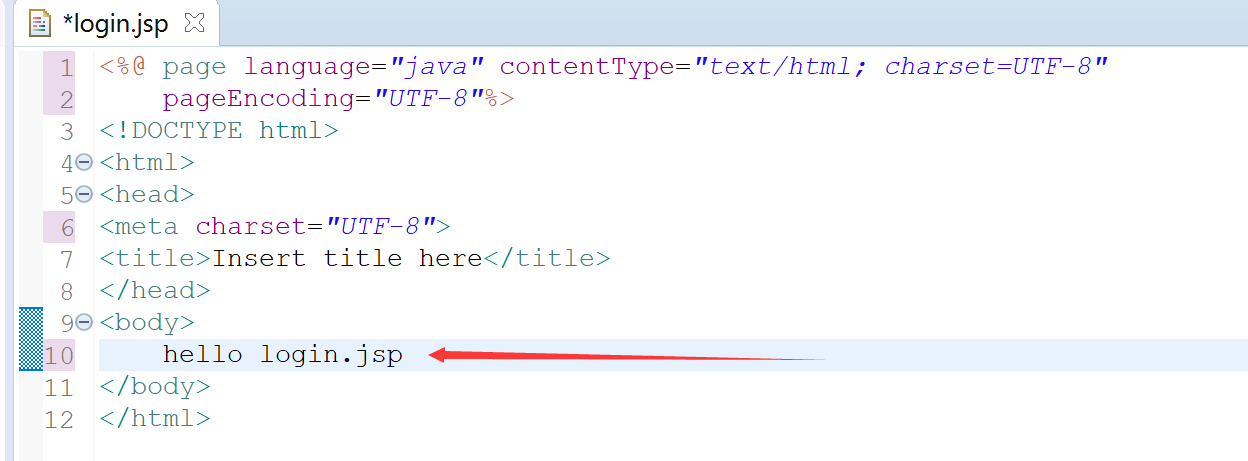 *login.jsp
1 <%@ page language="java" contentType="text/html; charset=UTF-8"
2     pageEncoding="UTF-8"%>
3 <!DOCTYPE html>
4 <html>
5 <head>
6 <meta charset="UTF-8">
7 <title>Insert title here</title>
8 </head>
9 <body>
10     hello login.jsp
11 </body>
12 </html>